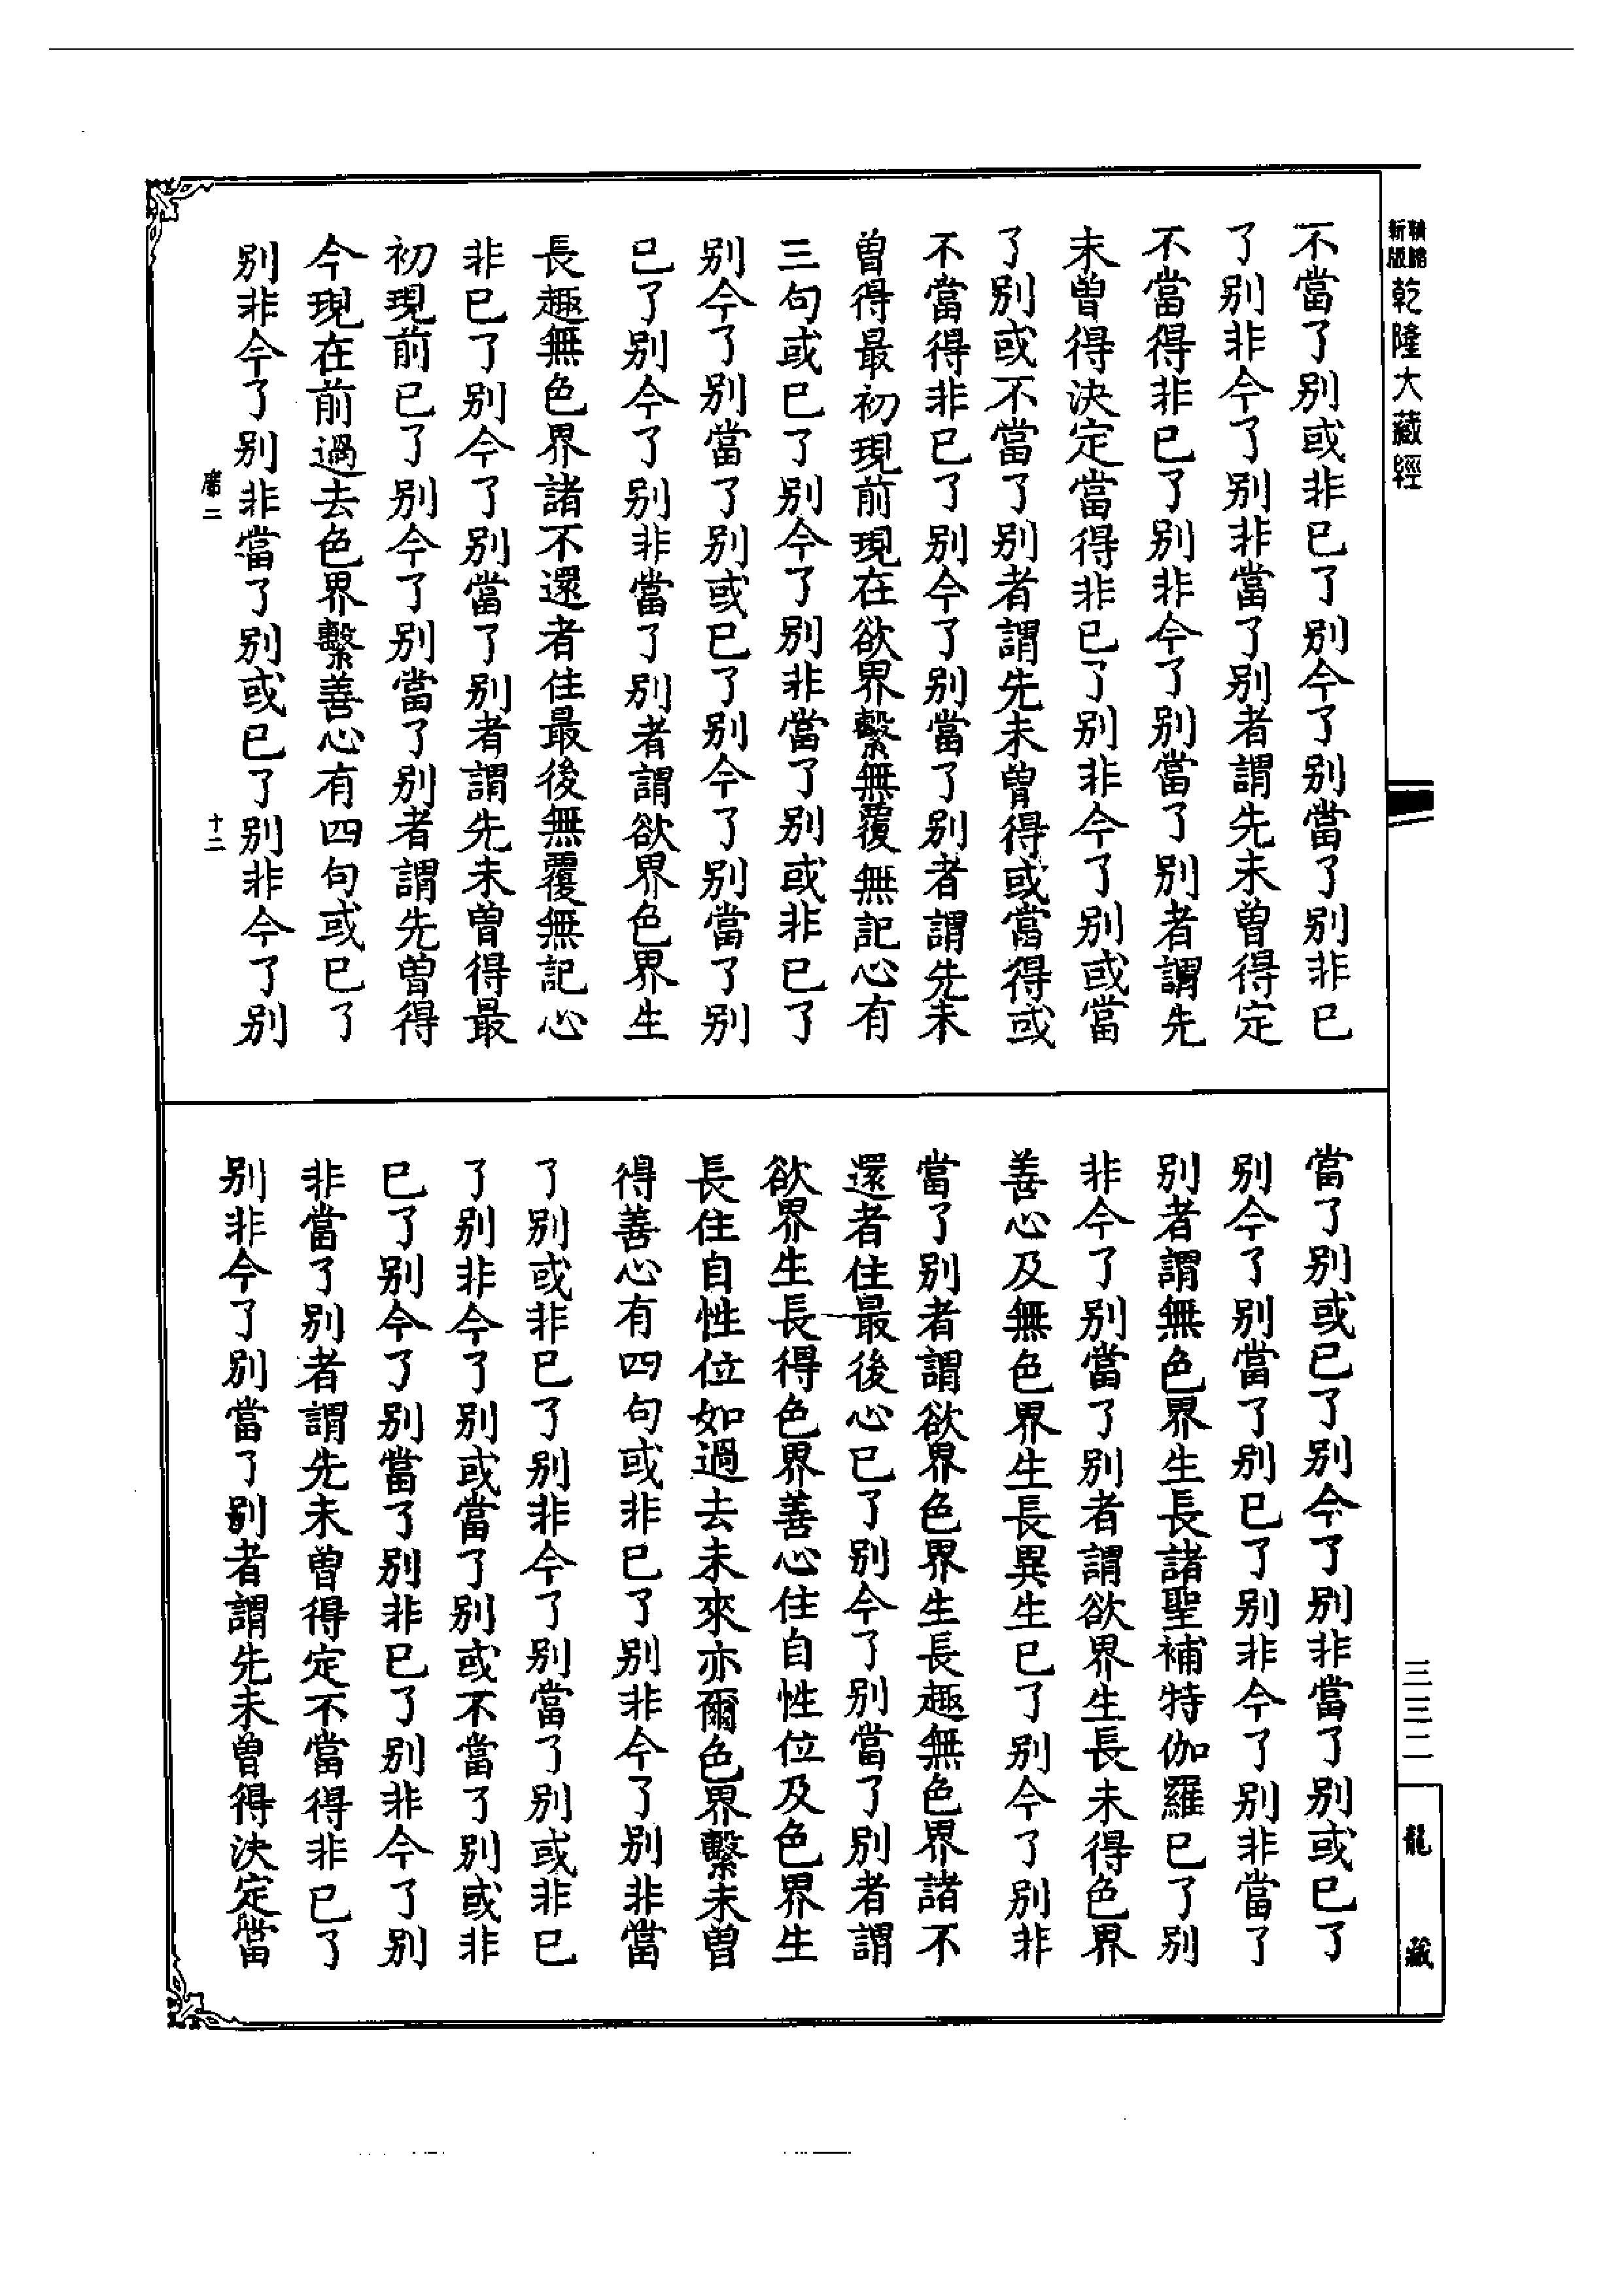 新版
精縮
乾隆大藏經
不當了別或非已了別今了別當了別非已
了別非今了別非當了別者謂先未曾得定
不當得非已了別非今了別當了別者謂先
未曾得決定當得非已了別非今了別或當
了別或不當了別者謂先未曾得或當得或
不當得非已了別今了別當了別者謂先未
曾得最初現前現在欲界繫無覆無記心有
三句或已了別今了別非當了別或非已了
別今了別當了別或已了別今了別當了別
已了別今了別非當了別者謂欲界色界生
長趣無色界諸不還者住最後無覆無記心
非已了別今了別當了別者謂先未曾得最
初現前已了別今了別當了別者謂先曾得
今現在前過去色界繫善心有四句或已了
別非今了別非當了別或已了別非今了別
廣二
十二
當了別或已了別今了別非當了別或已了
別今了別當了別已了別非今了別非當了
別者謂無色界生長諸聖補特伽羅已了別
非今了別當了別者謂欲界生長未得色界
善心及無色界生長異生已了別今了別非
當了別者謂欲界色界生長趣無色界諸不
還者住最後心已了別今了別當了別者謂
欲界生長得色界善心住自性位及色界生
長住自性位如過去未來亦爾色界繫未曾
得善心有四句或非已了別非今了別非當
了別或非已了別非今了別當了別或非已
了別非今了別或當了別或不當了別或非
已了別今了別當了別非已了別非今了別
非當了別者謂先未曾得定不當得非已了
別非今了別當了別者謂先未曾得決定當
三三二
龍藏